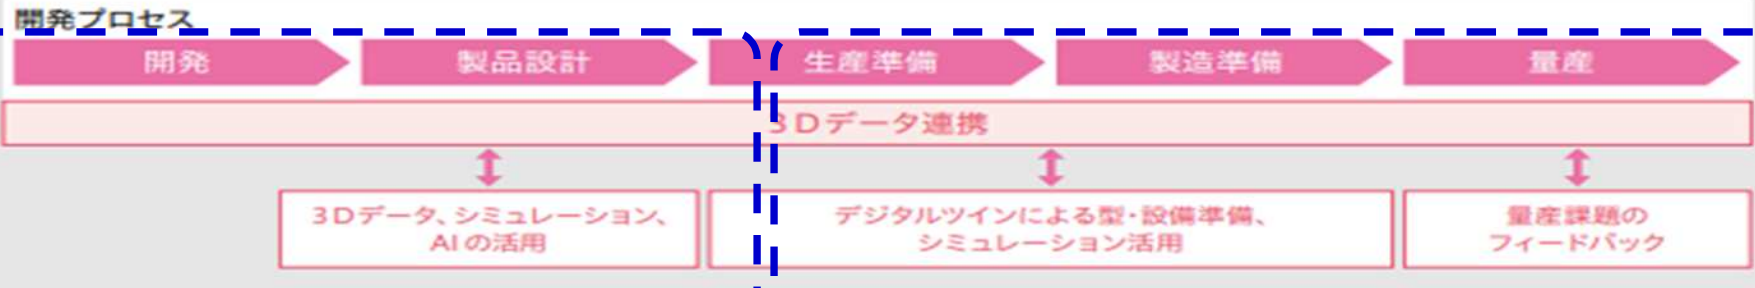 開発プロセス
開発
製品設計
生産準備
製造準備
量産
3Dデータ連携
3Dデータ、シミュレーション、
AIの活用
デジタルツインによる型・設備準備、
シミュレーション活用
量産課題の
フィードバック